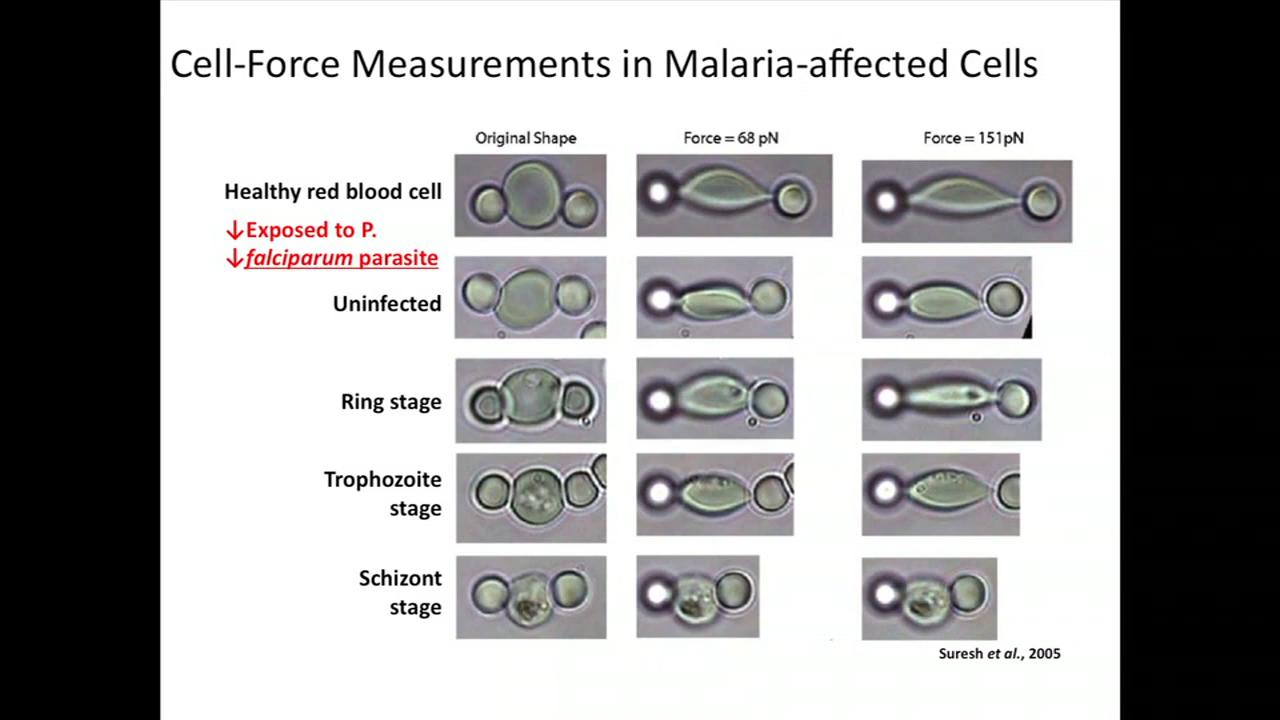 Cell-Force Measurements in Malaria-affected Cells
Original Shape
Force = 68 pN
Force = 151pN
Healthy red blood cell
↓Exposed to P.
↓falciparum parasite
Uninfected
Ring stage
Trophozoite
stage
Schizont
stage
Suresh et al., 2005